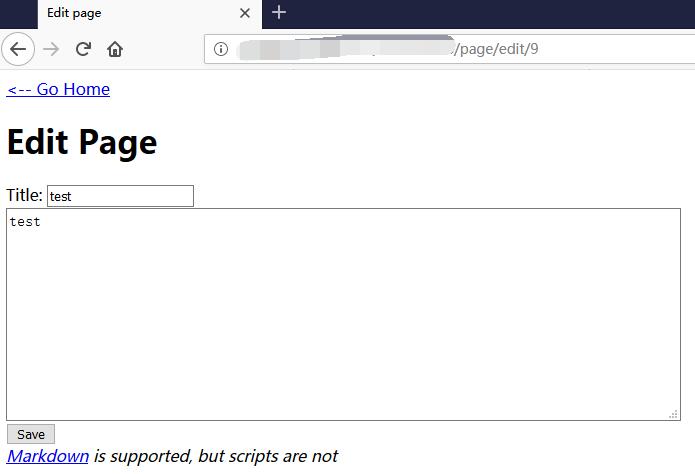 Edit page
/page/edit/9
<-- Go Home
Edit Page
Title: test
test
Save
Markdown is supported, but scripts are not